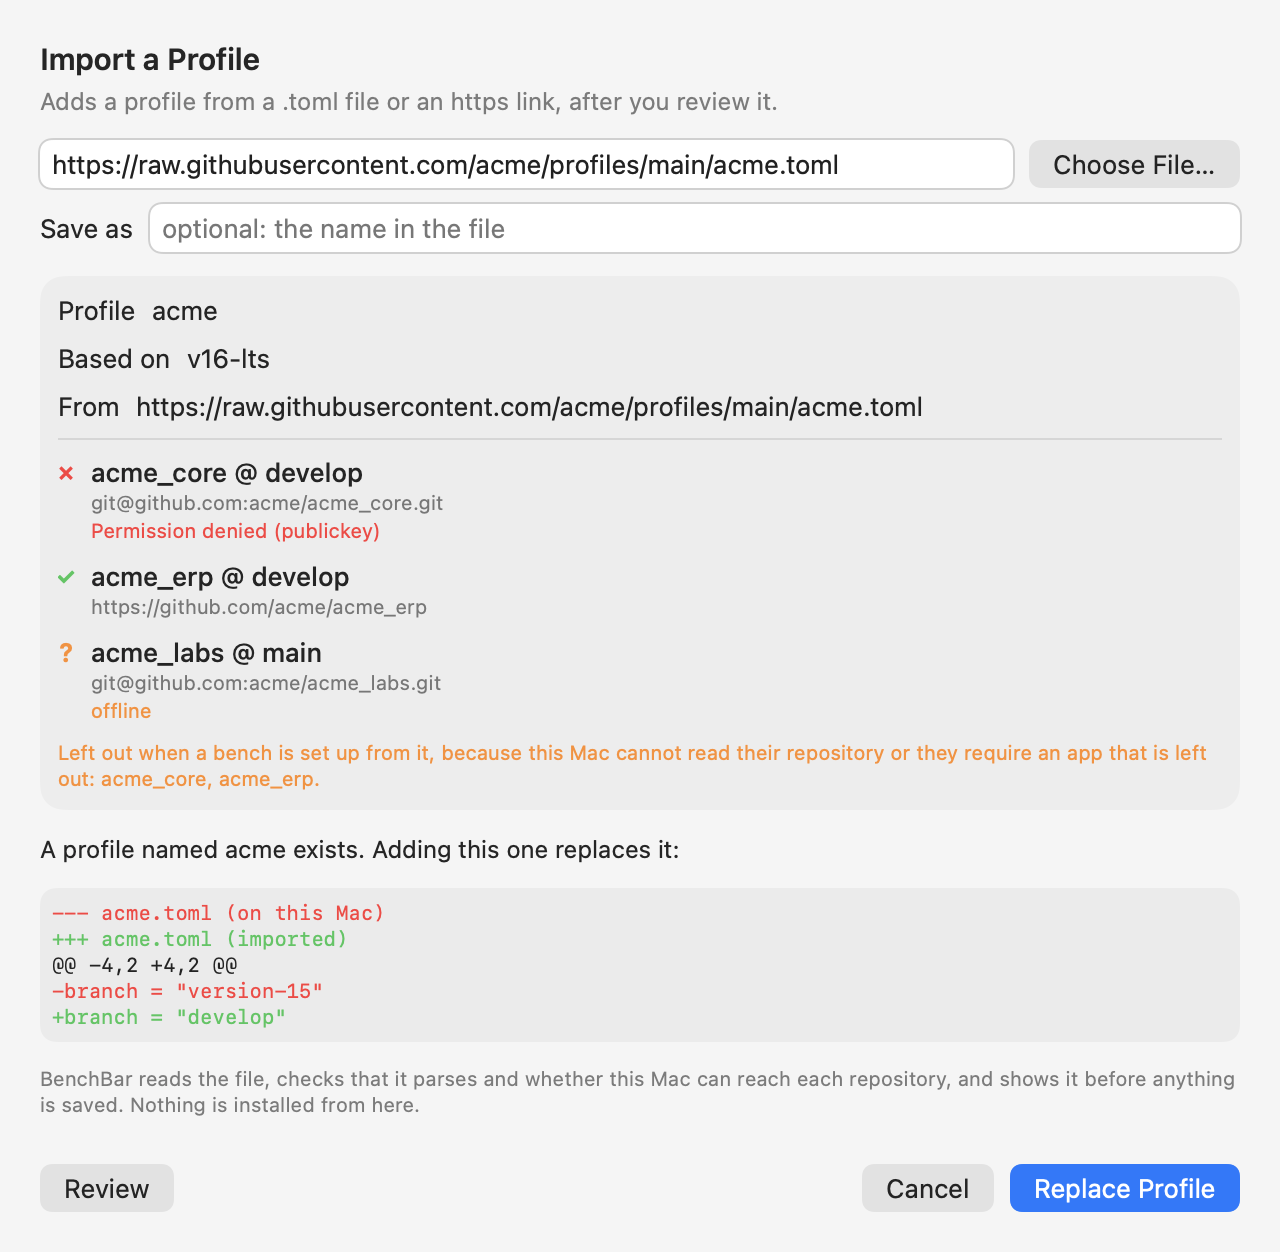 Import a Profile
Adds a profile from a .toml file or an https link, after you review it.
https://raw.githubusercontent.com/acme/profiles/main/acme.toml
Choose File...
Save as
optional: the name in the file
Profile acme
Based on v16-lts
From https://raw.githubusercontent.com/acme/profiles/main/acme.toml
acme_core @ develop
git@github.com:acme/acme_core.git
Permission denied (publickey)
acme_erp @ develop
https://github.com/acme/acme_erp
? acme_labs @ main
git@github.com:acme/acme_labs.git
offline
Left out when a bench is set up from it, because this Mac cannot read their repository or they require an app that is left
out: acme_core, acme_erp.
A profile named acme exists. Adding this one replaces it:
--- acme.toml (on this Mac)
+++ acme.toml (imported)
@@ -4,2 +4,2 @@
-branch = "version-15"
+branch = "develop"
BenchBar reads the file, checks that it parses and whether this Mac can reach each repository, and shows it before anything
is saved. Nothing is installed from here.
Review
Cancel
Replace Profile